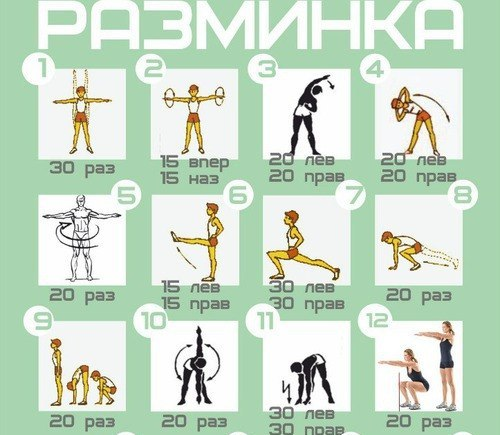 РАЗМИНКА
1
2
3
4
30 раз
15 впер
15 наз
20 лев
20 прав
20 лев
20 прав
5
6
7
8
20 раз
15 лев
15 прав
30 лев
30 прав
20 раз
9
10
11
12
20 раз
20 раз
30 лев
30 прав
20 раз